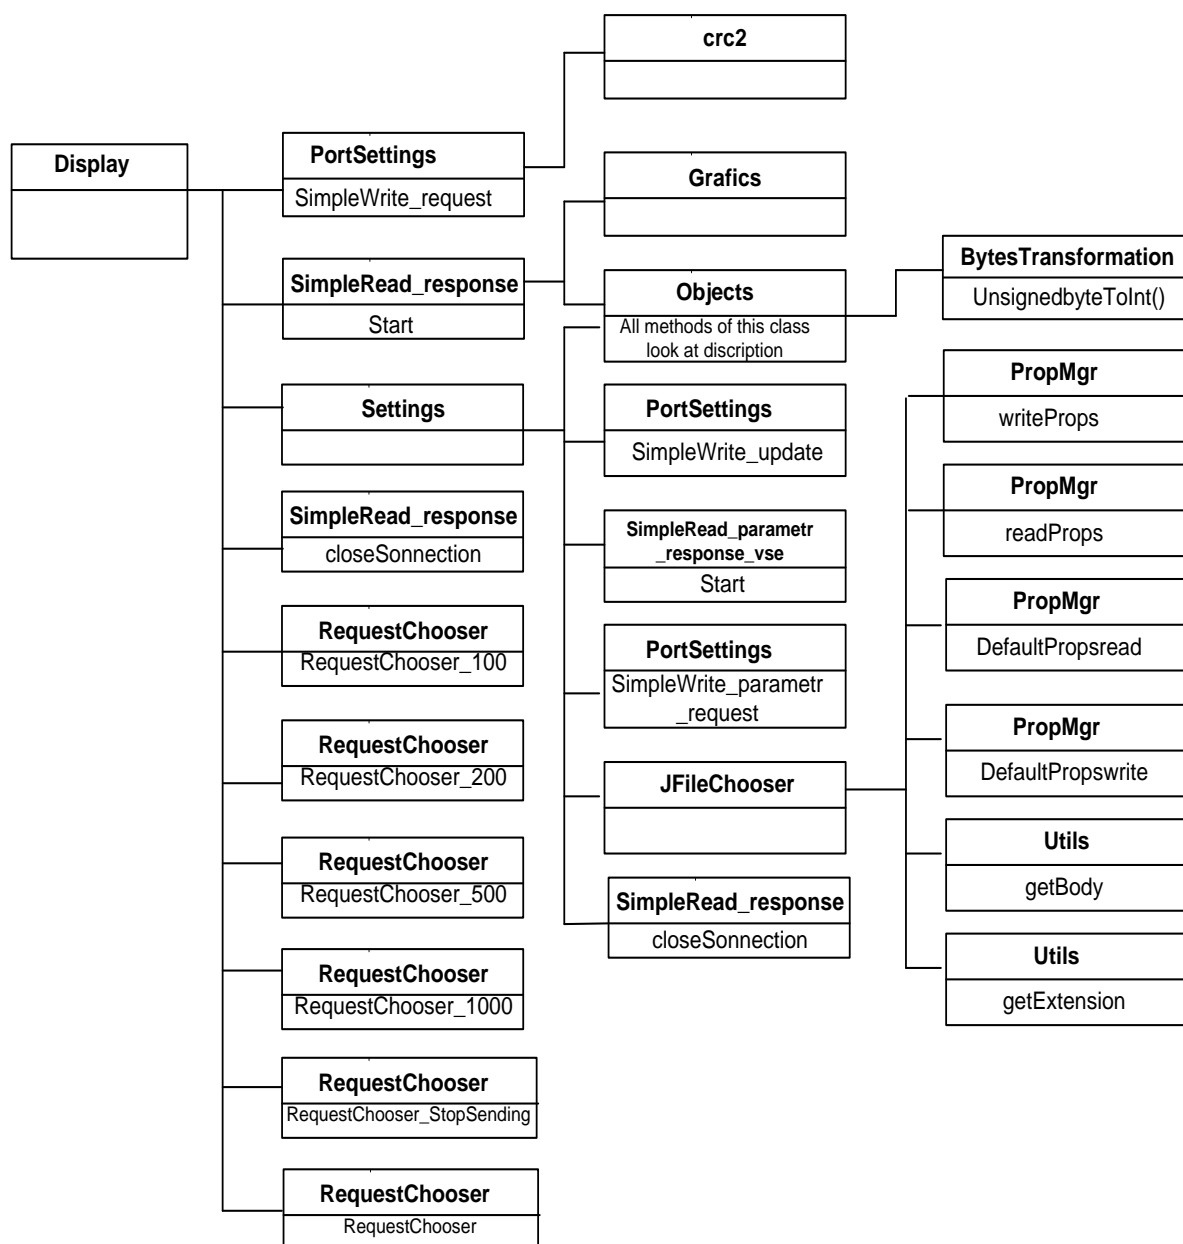 Display
PortSettings
SimpleWrite_request
SimpleRead_response
Start
Settings
SimpleRead_response
closeSonnection
RequestChooser
RequestChooser_100
RequestChooser
RequestChooser_200
RequestChooser
RequestChooser_500
RequestChooser
RequestChooser_1000
RequestChooser
RequestChooser_StopSending
RequestChooser
RequestChooser
crc2
Grafics
Objects
All methods of this class
look at discription
PortSettings
SimpleWrite_update
SimpleRead_parametr
_response_vse
Start
PortSettings
SimpleWrite_parametr
_request
JFileChooser
SimpleRead_response
closeSonnection
BytesTransformation
UnsignedbyteToInt()
PropMgr
writeProps
PropMgr
readProps
PropMgr
DefaultPropsread
PropMgr
DefaultPropswrite
Utils
getBody
Utils
getExtension